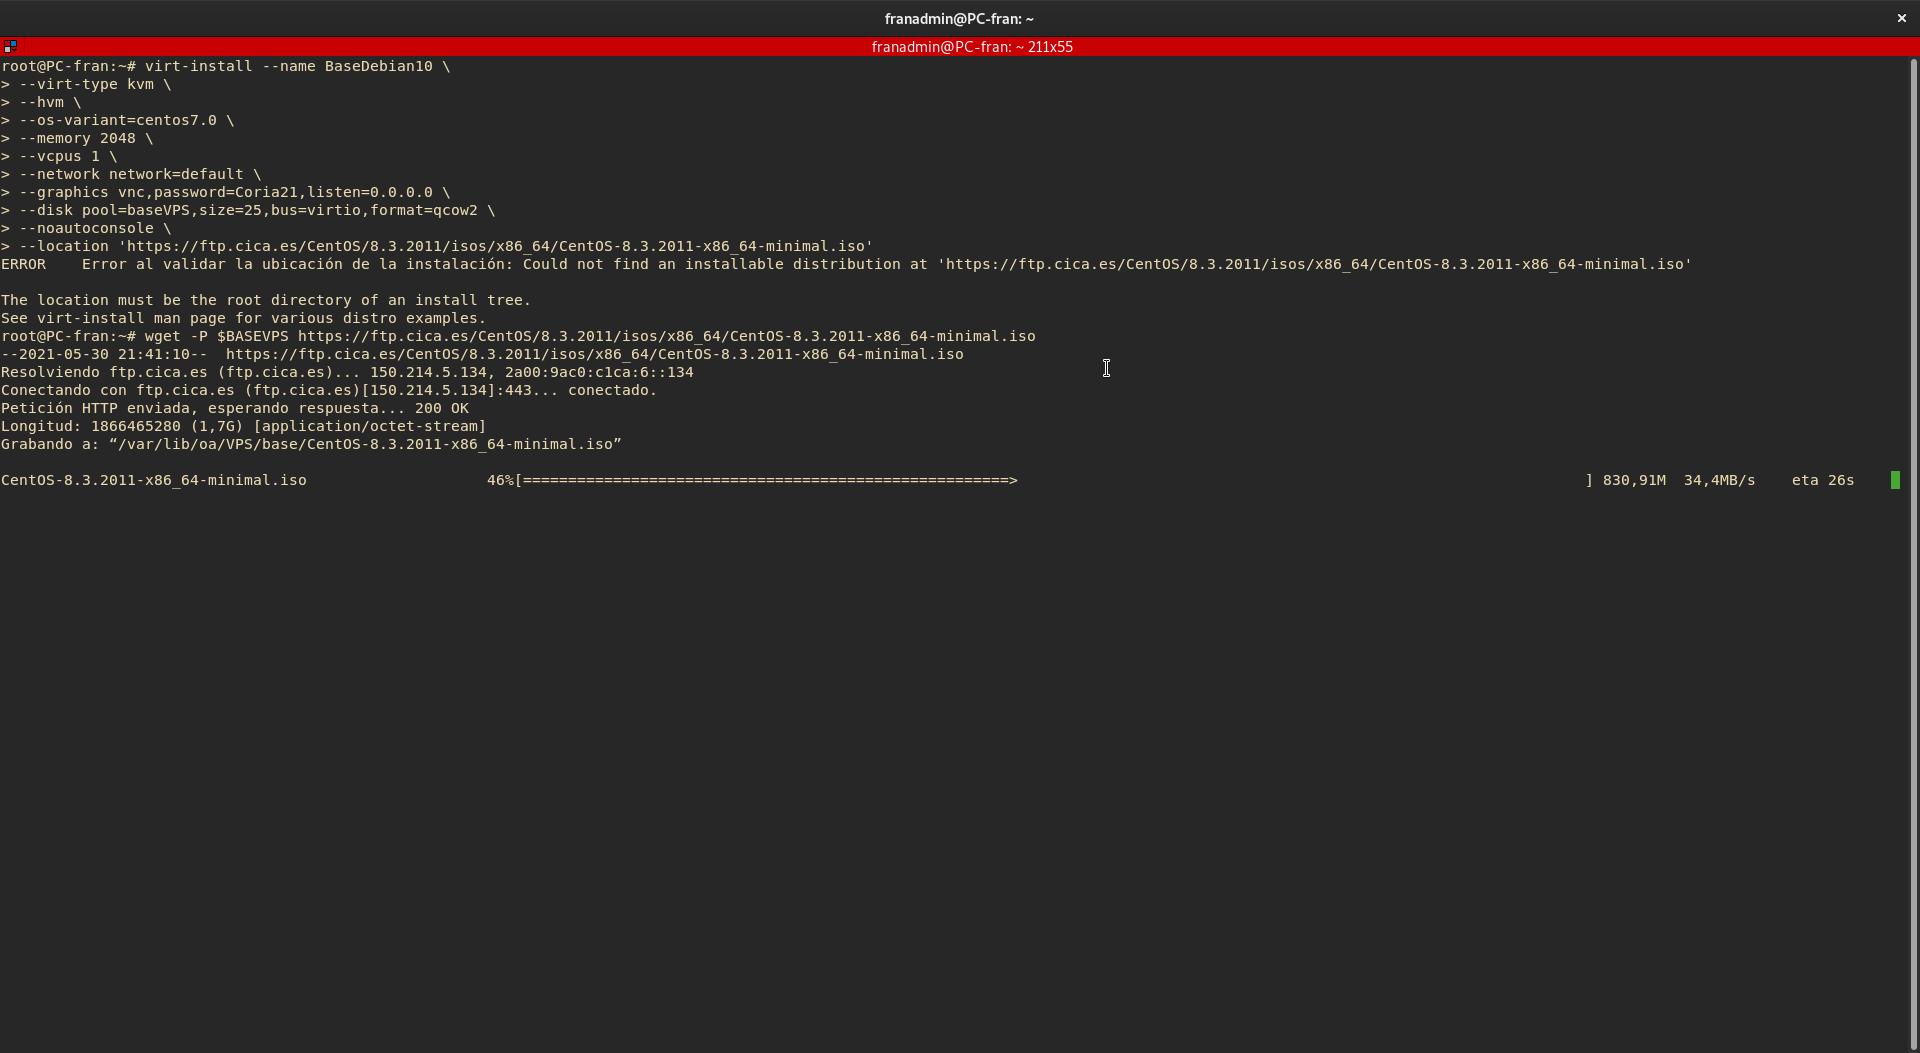 franadmin@PC-fran: ~
franadmin@PC-fran: ~ 211x55
root@PC-fran:~# virt-install --name BaseDebian10 \
> --virt-type kvm \
> --hvm \
> --os-variant=centos7.0 \
> --memory 2048 \
> --vcpus 1 \
> --network network=default \
> --graphics vnc,password=Coria21,listen=0.0.0.0 \
> --disk pool=baseVPS,size=25,bus=virtio,format=qcow2 \
> --noautoconsole \
> --location 'https://ftp.cica.es/CentOS/8.3.2011/isos/x86_64/CentOS-8.3.2011-x86_64-minimal.iso'
ERROR    Error al validar la ubicación de la instalación: Could not find an installable distribution at 'https://ftp.cica.es/CentOS/8.3.2011/isos/x86_64/CentOS-8.3.2011-x86_64-minimal.iso'
The location must be the root directory of an install tree.
See virt-install man page for various distro examples.
root@PC-fran:~# wget -P $BASEVPS https://ftp.cica.es/CentOS/8.3.2011/isos/x86_64/CentOS-8.3.2011-x86_64-minimal.iso
--2021-05-30 21:41:10--  https://ftp.cica.es/CentOS/8.3.2011/isos/x86_64/CentOS-8.3.2011-x86_64-minimal.iso
Resolviendo ftp.cica.es (ftp.cica.es)... 150.214.5.134, 2a00:9ac0:c1ca:6::134
Conectando con ftp.cica.es (ftp.cica.es)[150.214.5.134]:443... conectado.
Petición HTTP enviada, esperando respuesta... 200 OK
Longitud: 1866465280 (1,7G) [application/octet-stream]
Grabando a: “/var/lib/oa/VPS/base/CentOS-8.3.2011-x86_64-minimal.iso”
CentOS-8.3.2011-x86_64-minimal.iso                    46%[======================================================>                                                               ] 830,91M  34,4MB/s    eta 26s